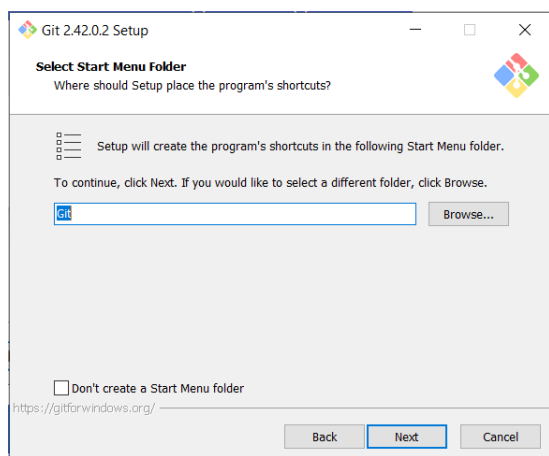 Git 2.42.0.2 Setup
Select Start Menu Folder
Where should Setup place the program's shortcuts?
Setup will create the program's shortcuts in the following Start Menu folder.
To continue, click Next. If you would like to select a different folder, click Browse.
Git
Browse...
Don't create a Start Menu folder
https://gitforwindows.org/
Back
Next
Cancel